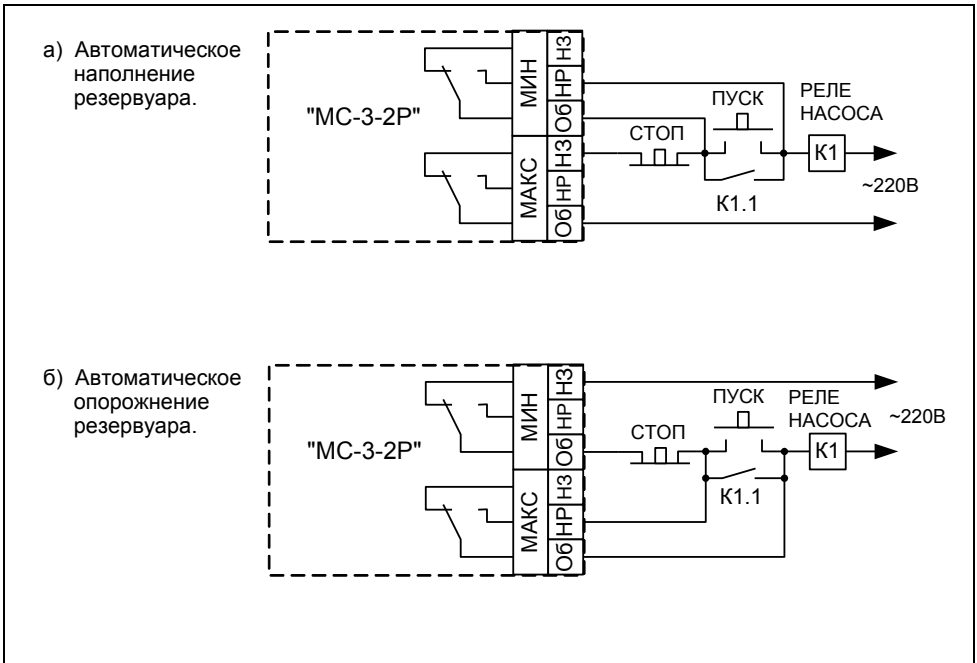 а) Автоматическое
наполнение
резервуара.
"МС-3-2Р"
МИН
НЗ
НР
Об
МАКС
НЗ
НР
Об
СТОП
ПУСК
РЕЛЕ
НАСОСА
К1
~220В
К1.1
б) Автоматическое
опорожнение
резервуара.
"МС-3-2Р"
МИН
НЗ
НР
Об
МАКС
НЗ
НР
Об
СТОП
ПУСК
РЕЛЕ
НАСОСА
К1
~220В
К1.1